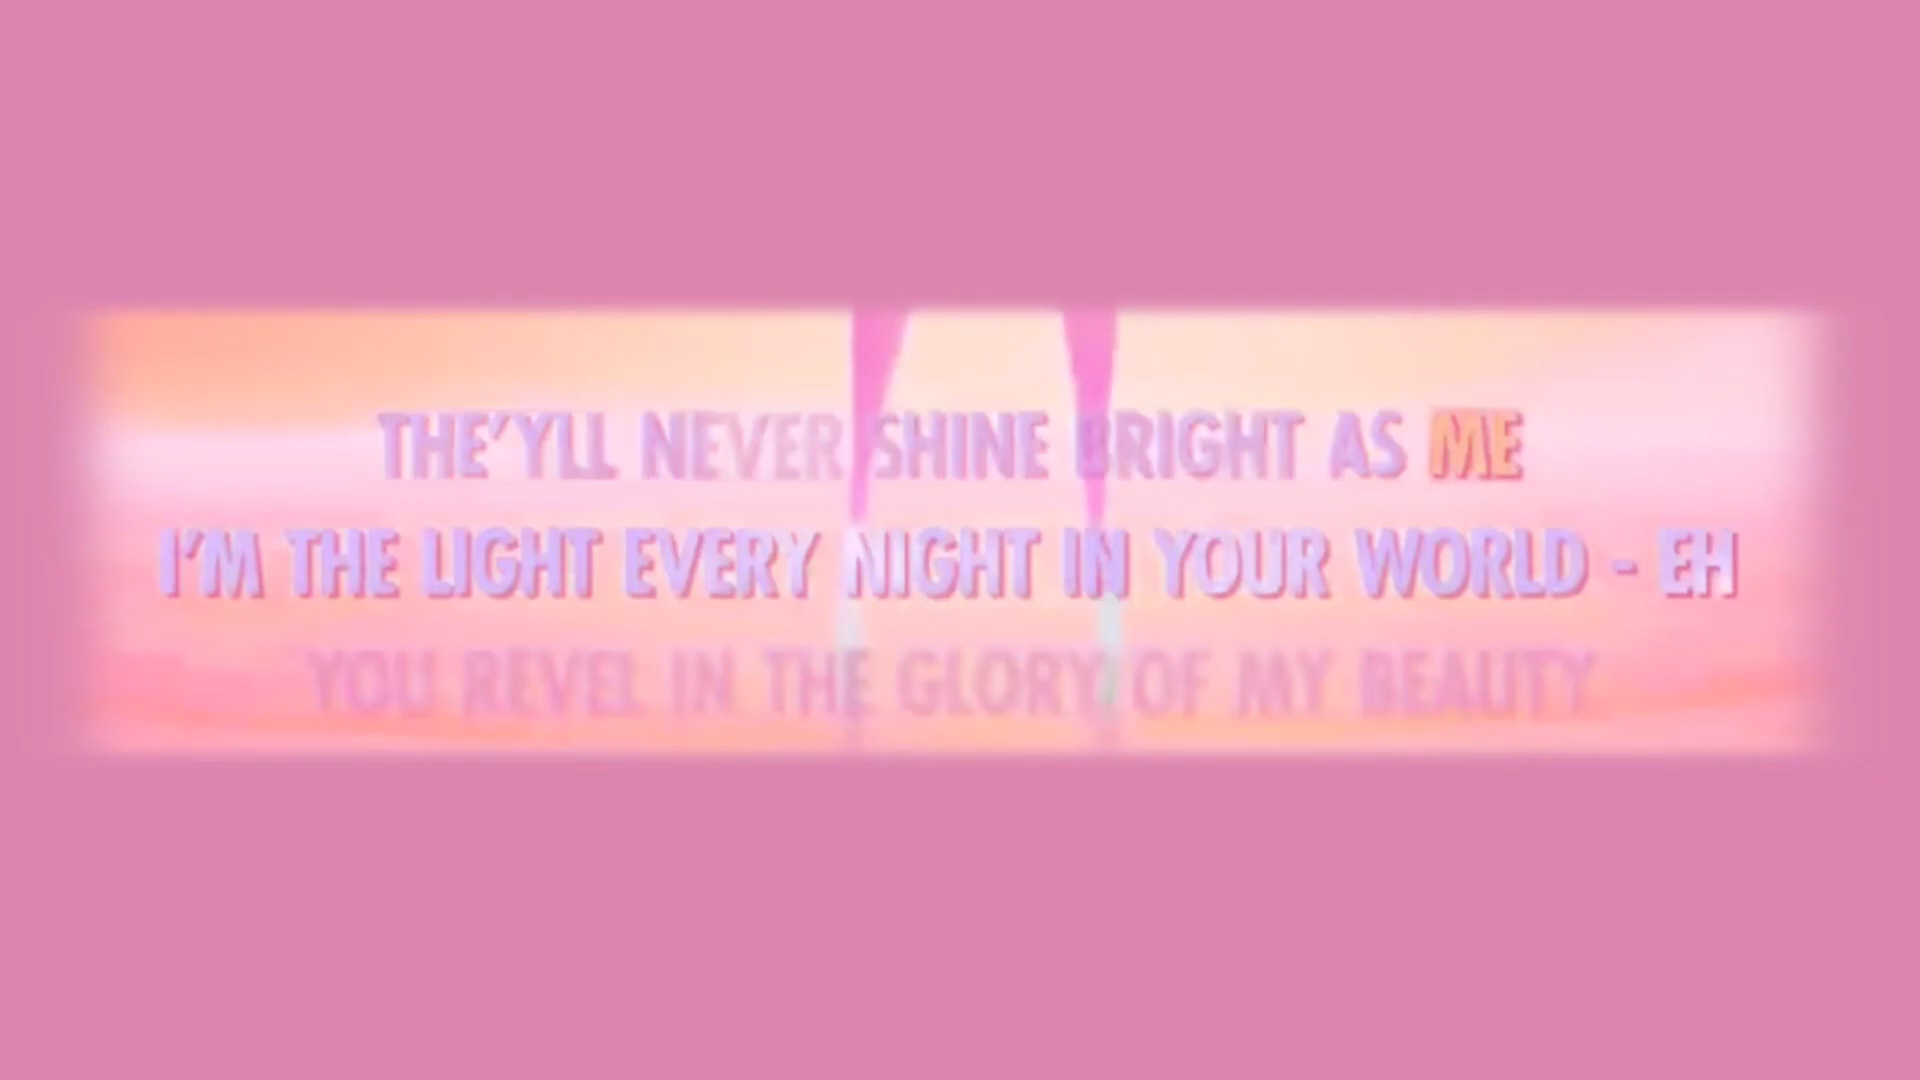 THE'YLL NEVER SHINE BRIGHT AS ME
I'M THE LIGHT EVERY NIGHT IN YOUR WORLD - EH
YOU REVEL IN THE GLORY OF MY BEAUTY